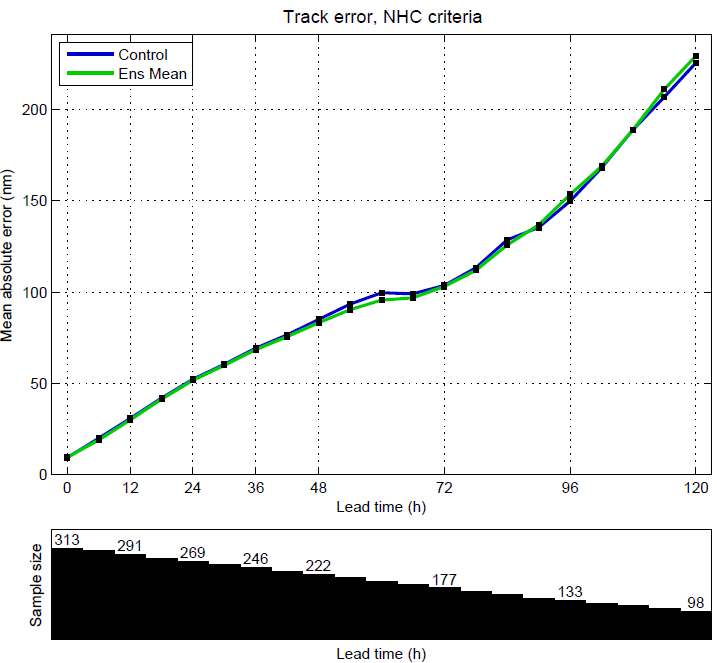 Track error, NHC criteria
Control
Ens Mean
Mean absolute error (nm)
200
150
100
50
0
0 12 24 36 48 72 96 120
Lead time (h)
Sample size
313 291 269 246 222 177 133 98
Lead time (h)